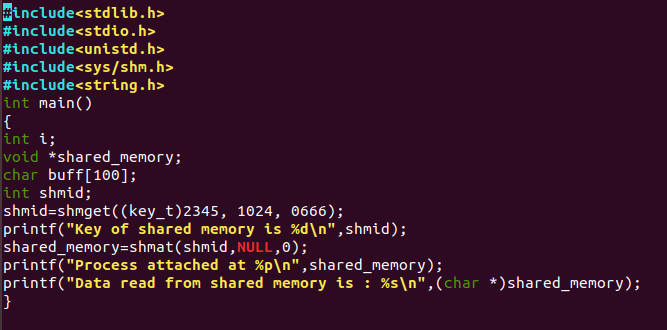 #include<stdlib.h>
#include<stdio.h>
#include<unistd.h>
#include<sys/shm.h>
#include<string.h>
int main()
{
int i;
void *shared_memory;
char buff[100];
int shmid;
shmid=shmget((key_t)2345, 1024, 0666);
printf("Key of shared memory is %d\n",shmid);
shared_memory=shmat(shmid,NULL,0);
printf("Process attached at %p\n",shared_memory);
printf("Data read from shared memory is : %s\n",(char *)shared_memory);
}